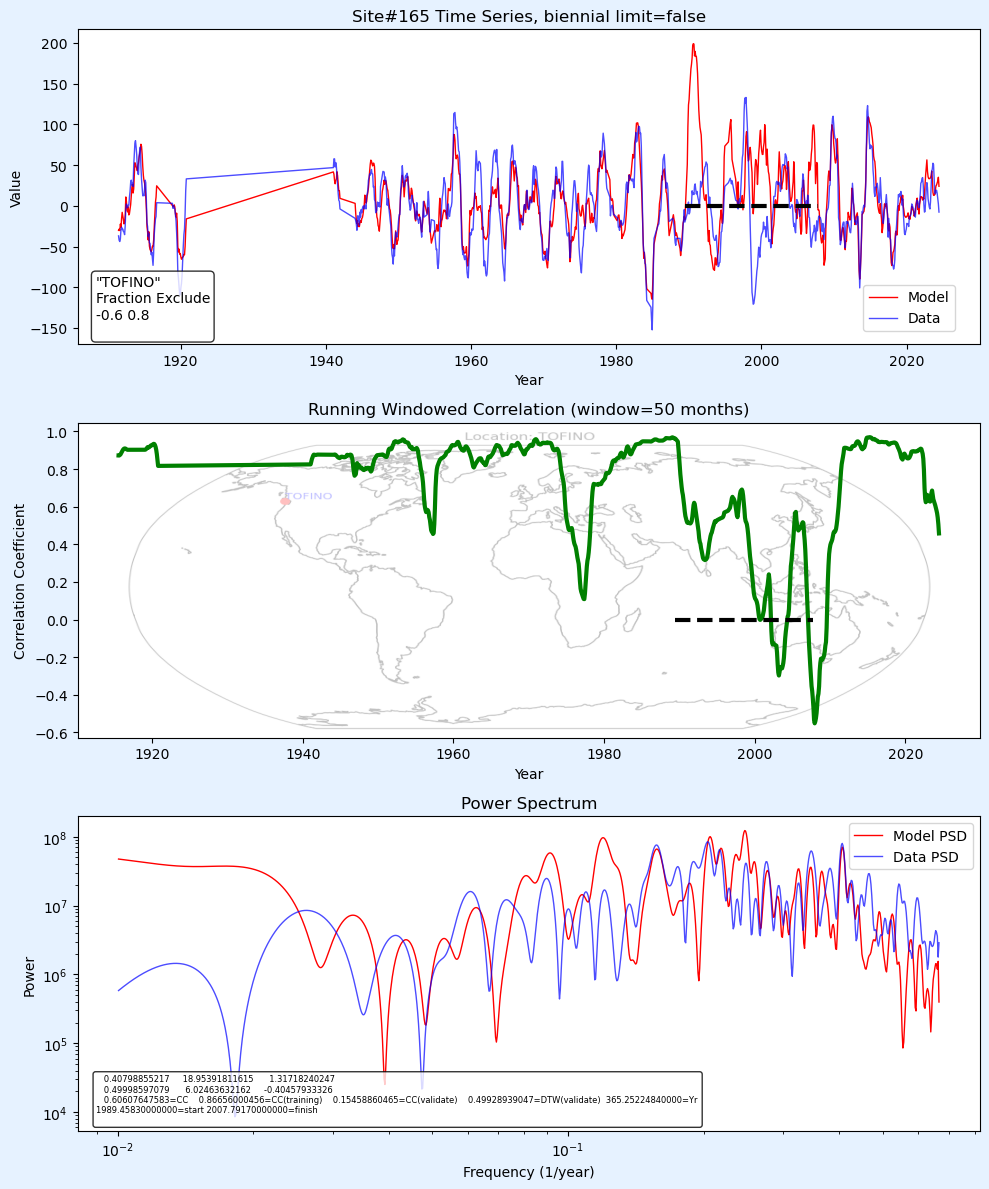 Site#165 Time Series, biennial limit=false
Value
200
150
100
50
0
−50
−100
−150
"TOFINO"
Fraction Exclude
-0.6 0.8
Model
Data
1920
1940
1960
1980
2000
2020
Year
Running Windowed Correlation (window=50 months)
Correlation Coefficient
1.0
0.8
0.6
0.4
0.2
0.0
−0.2
−0.4
−0.6
Location: TOFINO
TOFINO
1920
1940
1960
1980
2000
2020
Year
Power Spectrum
Power
10^8
10^7
10^6
10^5
10^4
Model PSD
Data PSD
0.40798855217 18.95391811615 1.31718240247
0.49998597079 6.02463632162 -0.40457933326
0.60607647583=CC 0.86656000456=CC(training) 0.15458860465=CC(validate) 0.49928939047=DTW(validate) 365.25224840000=Yr
1989.45830000000=start 2007.79170000000=finish
10^−2
10^−1
Frequency (1/year)